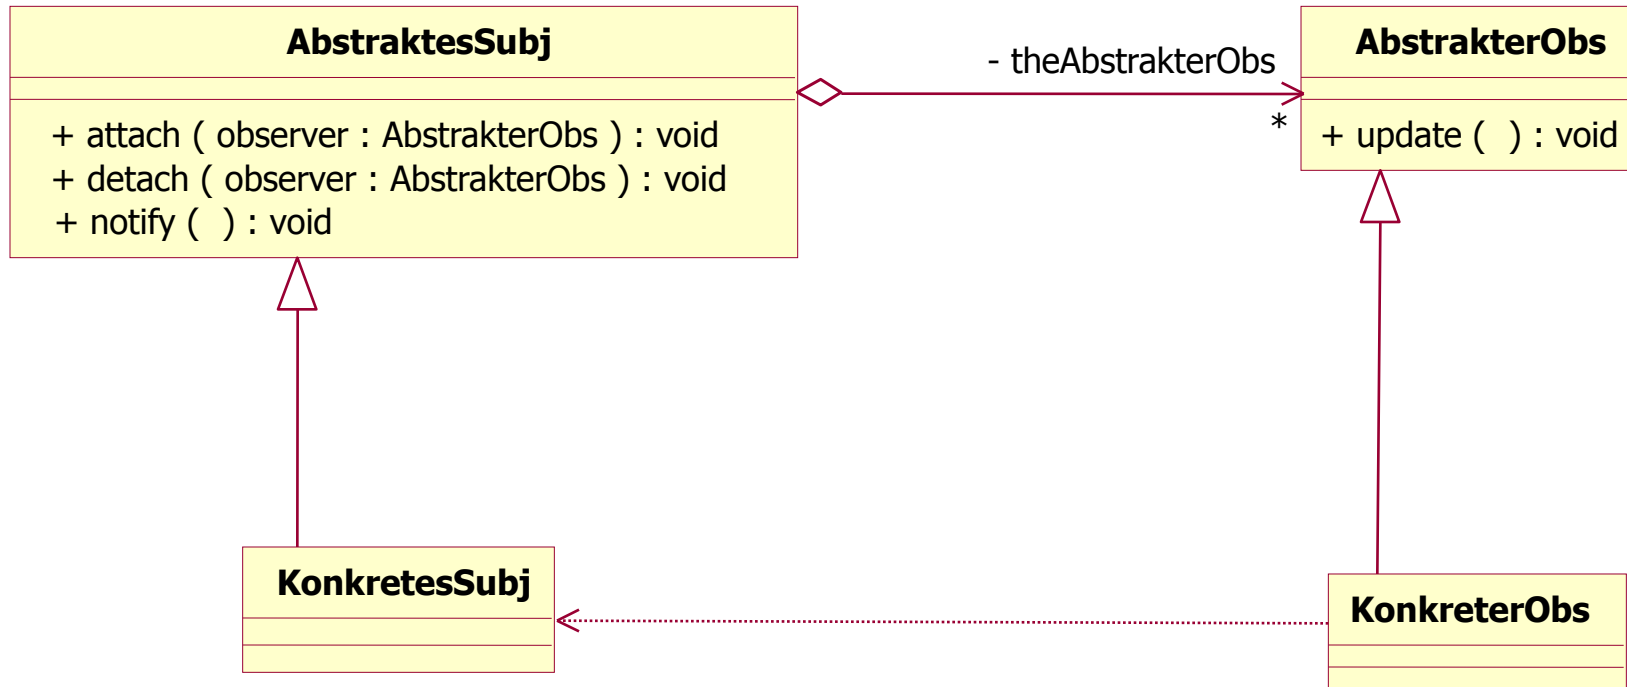 AbstraktesSubj
+ attach ( observer : AbstrakterObs ) : void
+ detach ( observer : AbstrakterObs ) : void
+ notify (  ) : void
- theAbstrakterObs
*
AbstrakterObs
+ update (  ) : void
KonkretesSubj
KonkreterObs